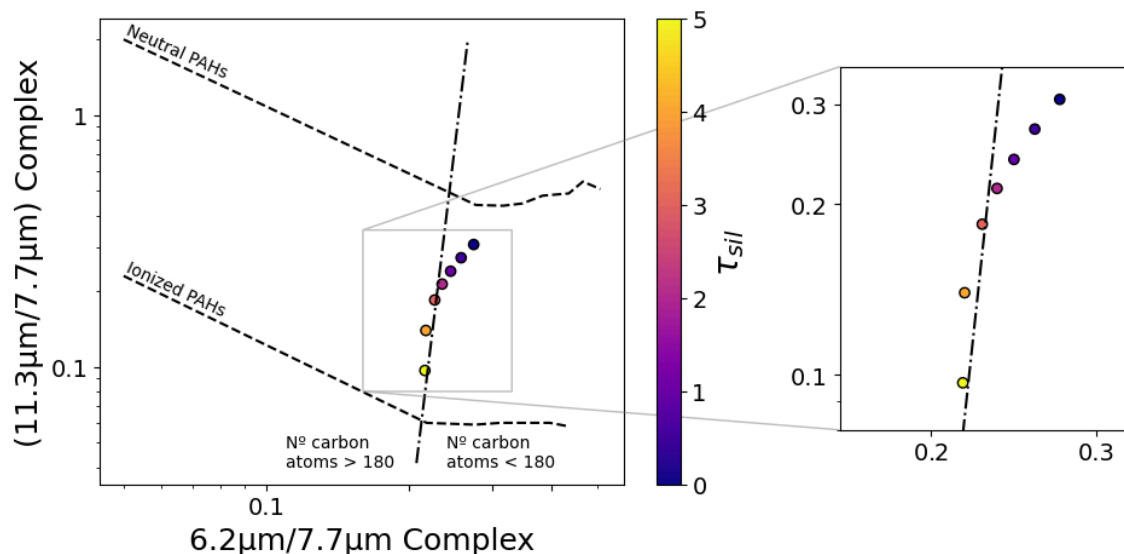 (11.3μm/7.7μm) Complex
1
0.1
Neutral PAHs
Ionized PAHs
Nº carbon
atoms > 180
Nº carbon
atoms < 180
0.1
6.2μm/7.7μm Complex
5
4
3
2
1
0
τsil
0.3
0.2
0.1
0.2
0.3